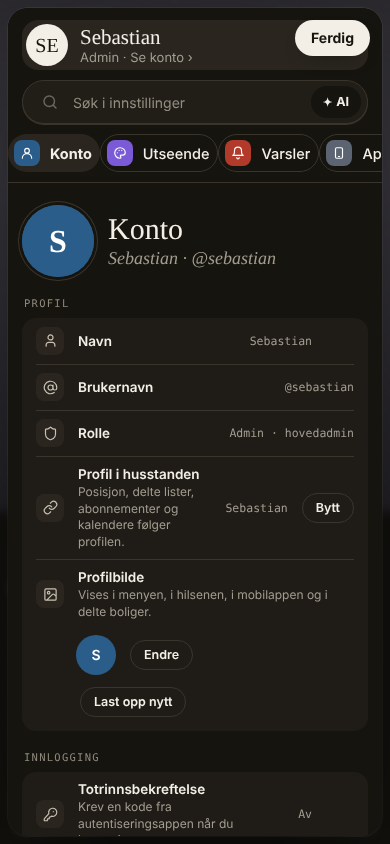 SE
Sebastian
Admin · Se konto ›
Ferdig
Søk i innstillinger
AI
Konto
Utseende
Varsler
Ap
S
Konto
Sebastian · @sebastian
PROFIL
Navn
Sebastian
Brukernavn
@sebastian
Rolle
Admin · hovedadmin
Profil i husstanden
Posisjon, delte lister,
abonnementer og
kalendere følger
profilen.
Sebastian
Bytt
Profilbilde
Vises i menyen, i hilsenen, i mobilappen og i
delte boliger.
S
Endre
Last opp nytt
INNLOGGING
Totrinnsbekreftelse
Krev en kode fra
autentiseringsappen når du
Av